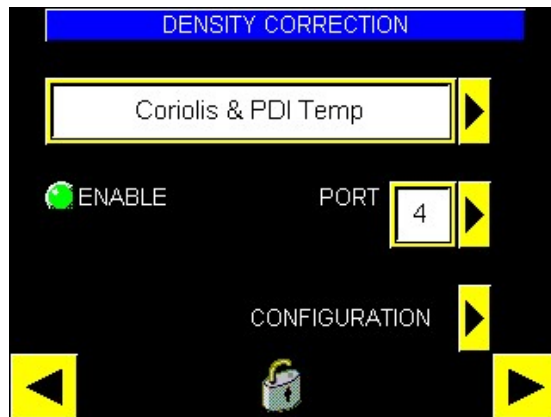 DENSITY CORRECTION
Coriolis & PDI Temp
ENABLE PORT 4
CONFIGURATION